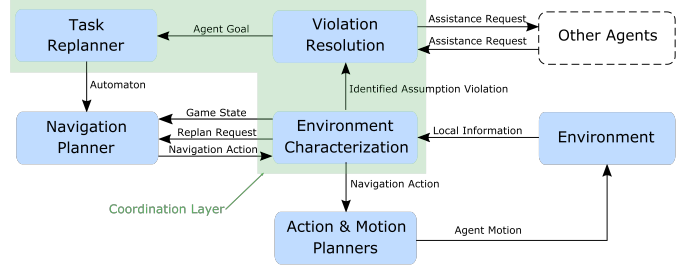 Task
Replanner
Agent Goal
Violation
Resolution
Assistance Request
Assistance Request
Other Agents
Automaton
Identified Assumption Violation
Navigation
Planner
Game State
Replan Request
Navigation Action
Environment
Characterization
Local Information
Environment
Navigation Action
Coordination Layer
Action & Motion
Planners
Agent Motion